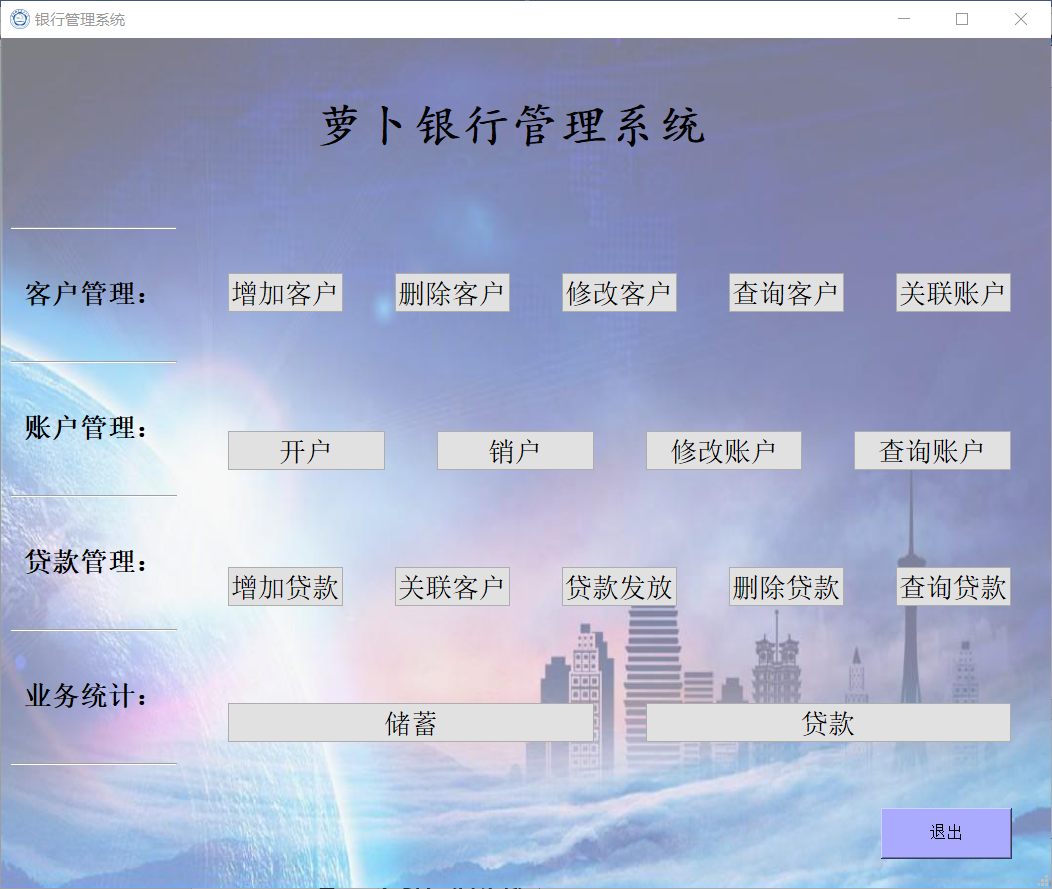 银行管理系统
萝卜银行管理系统
客户管理： 增加客户 删除客户 修改客户 查询客户 关联账户
账户管理： 开户 销户 修改账户 查询账户
贷款管理： 增加贷款 关联客户 贷款发放 删除贷款 查询贷款
业务统计： 储蓄 贷款
退出